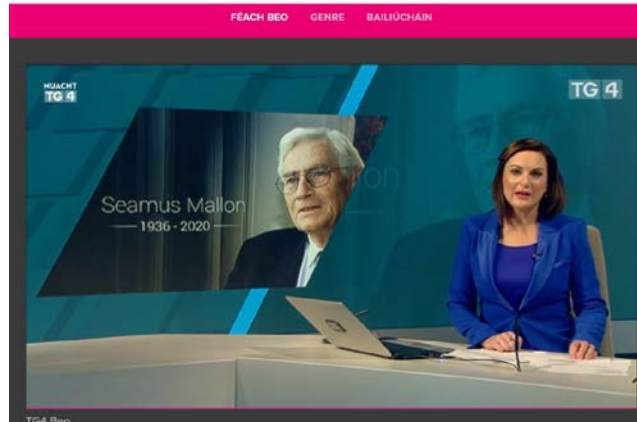 FÉACH BEO GENRE BAILIÚCHÁIN
NUACHT
TG4
TG4
Seamus Mallon
1936 - 2020
TG4 Beo